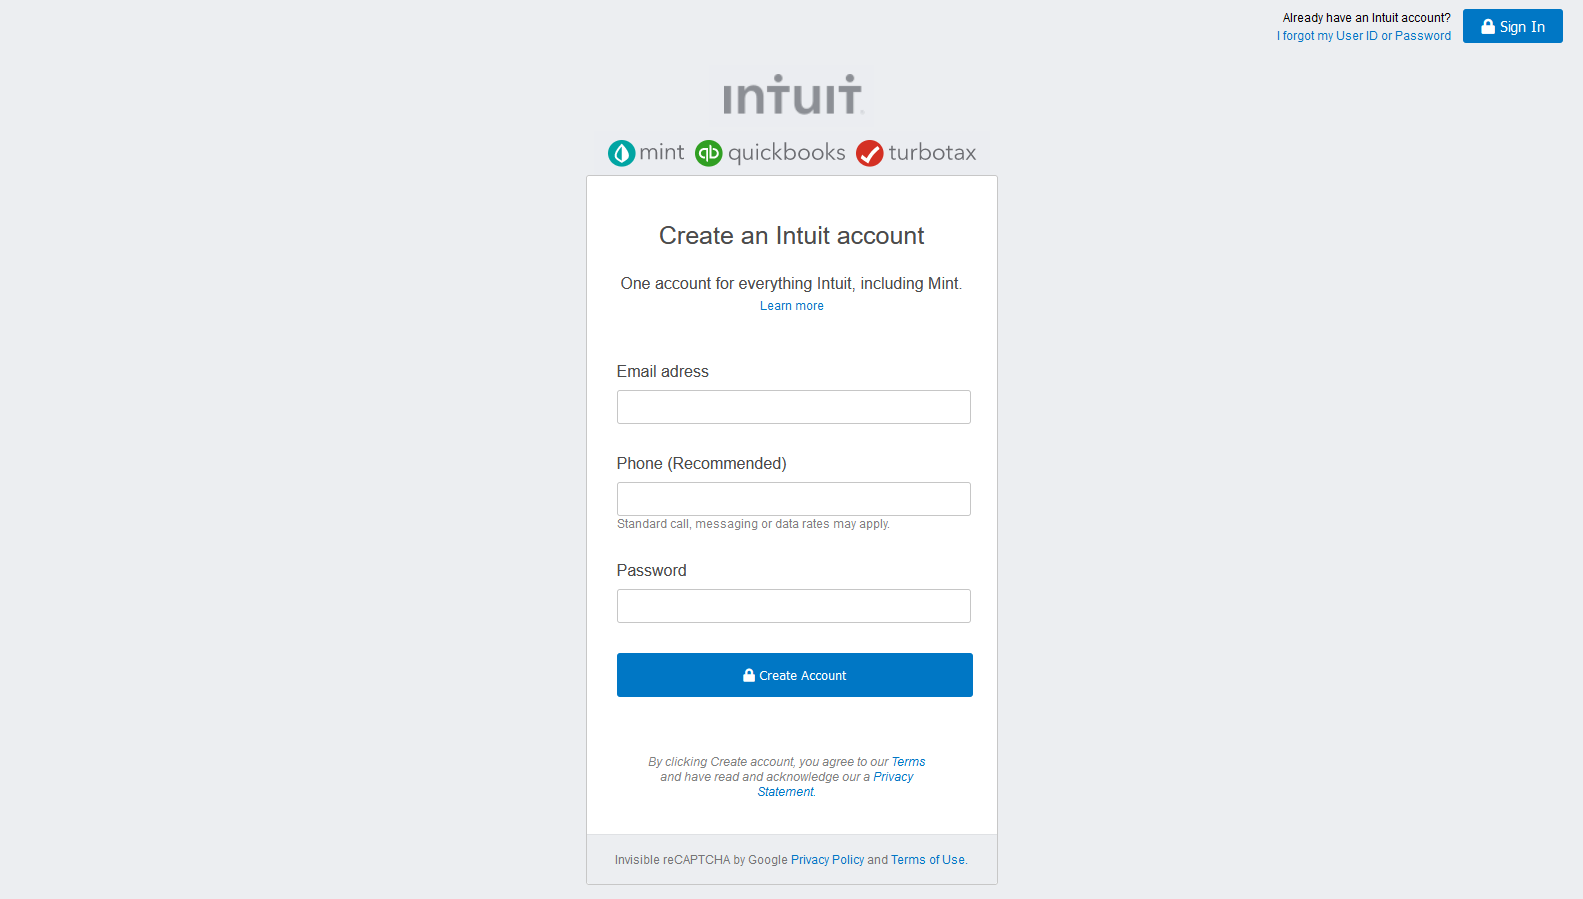 Already have an Intuit account?
I forgot my User ID or Password
Sign In
intuit
mint qb quickbooks turbotax
Create an Intuit account
One account for everything Intuit, including Mint.
Learn more
Email adress
Phone (Recommended)
Standard call, messaging or data rates may apply.
Password
Create Account
By clicking Create account, you agree to our Terms
and have read and acknowledge our a Privacy
Statement.
Invisible reCAPTCHA by Google Privacy Policy and Terms of Use.